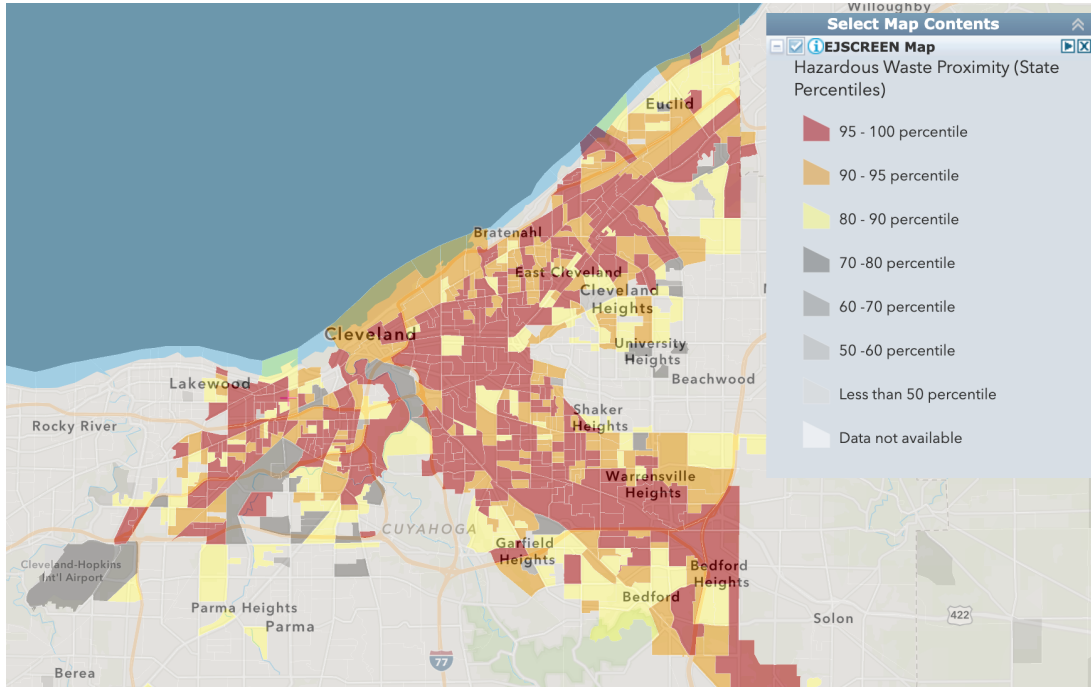 Willoughby
Select Map Contents
EJSCREEN Map
Hazardous Waste Proximity (State
Percentiles)
95 - 100 percentile
90 - 95 percentile
80 - 90 percentile
70 -80 percentile
60 -70 percentile
50 -60 percentile
Less than 50 percentile
Data not available
Euclid
Bratenahl
East Cleveland
Cleveland
Heights
Cleveland
University
Heights
Lakewood
Beachwood
Rocky River
Shaker
Heights
Warrensville
Heights
CUYAHOGA
Garfield
Heights
Cleveland-Hopkins
Int'l Airport
Bedford
Heights
Bedford
Parma Heights
Parma
Solon
422
77
Berea